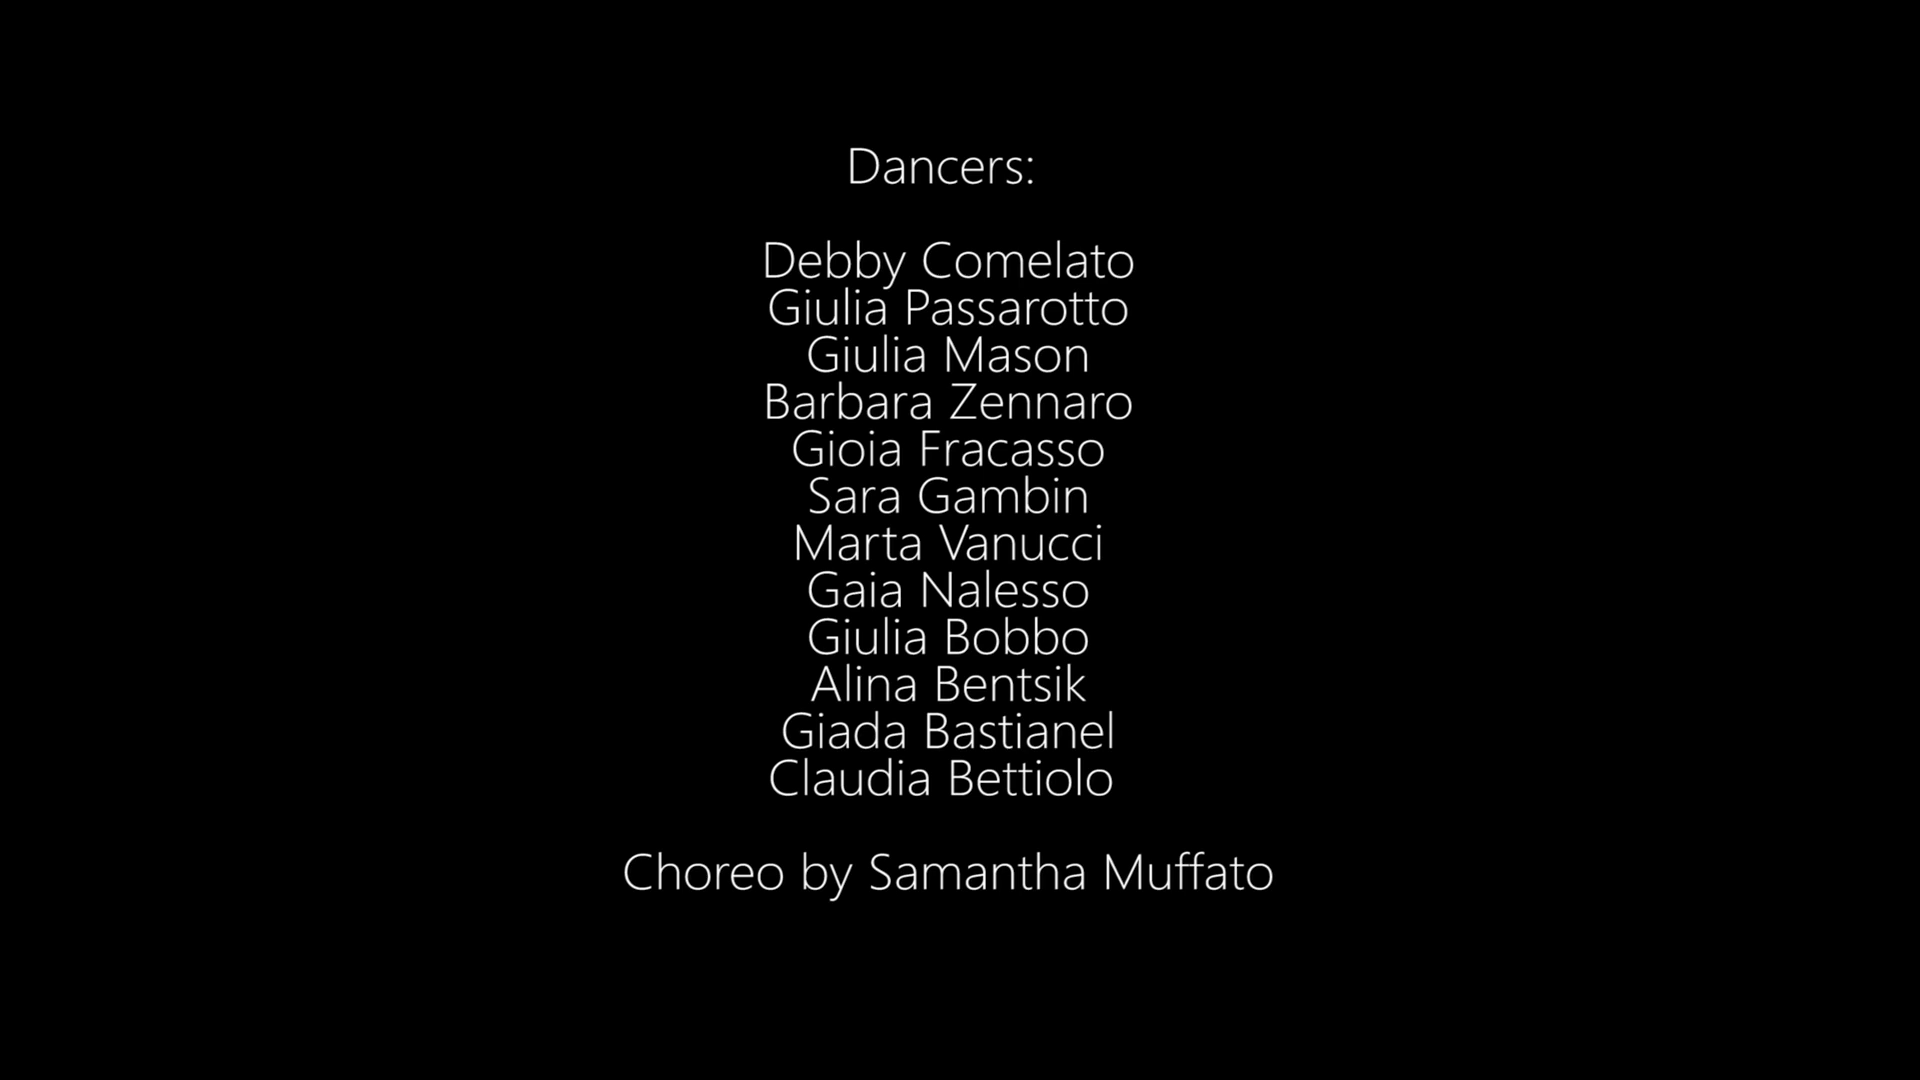 Dancers:
Debby Comelato
Giulia Passarotto
Giulia Mason
Barbara Zennaro
Gioia Fracasso
Sara Gambin
Marta Vanucci
Gaia Nalesso
Giulia Bobbo
Alina Bentsik
Giada Bastianel
Claudia Bettiolo
Choreo by Samantha Muffato